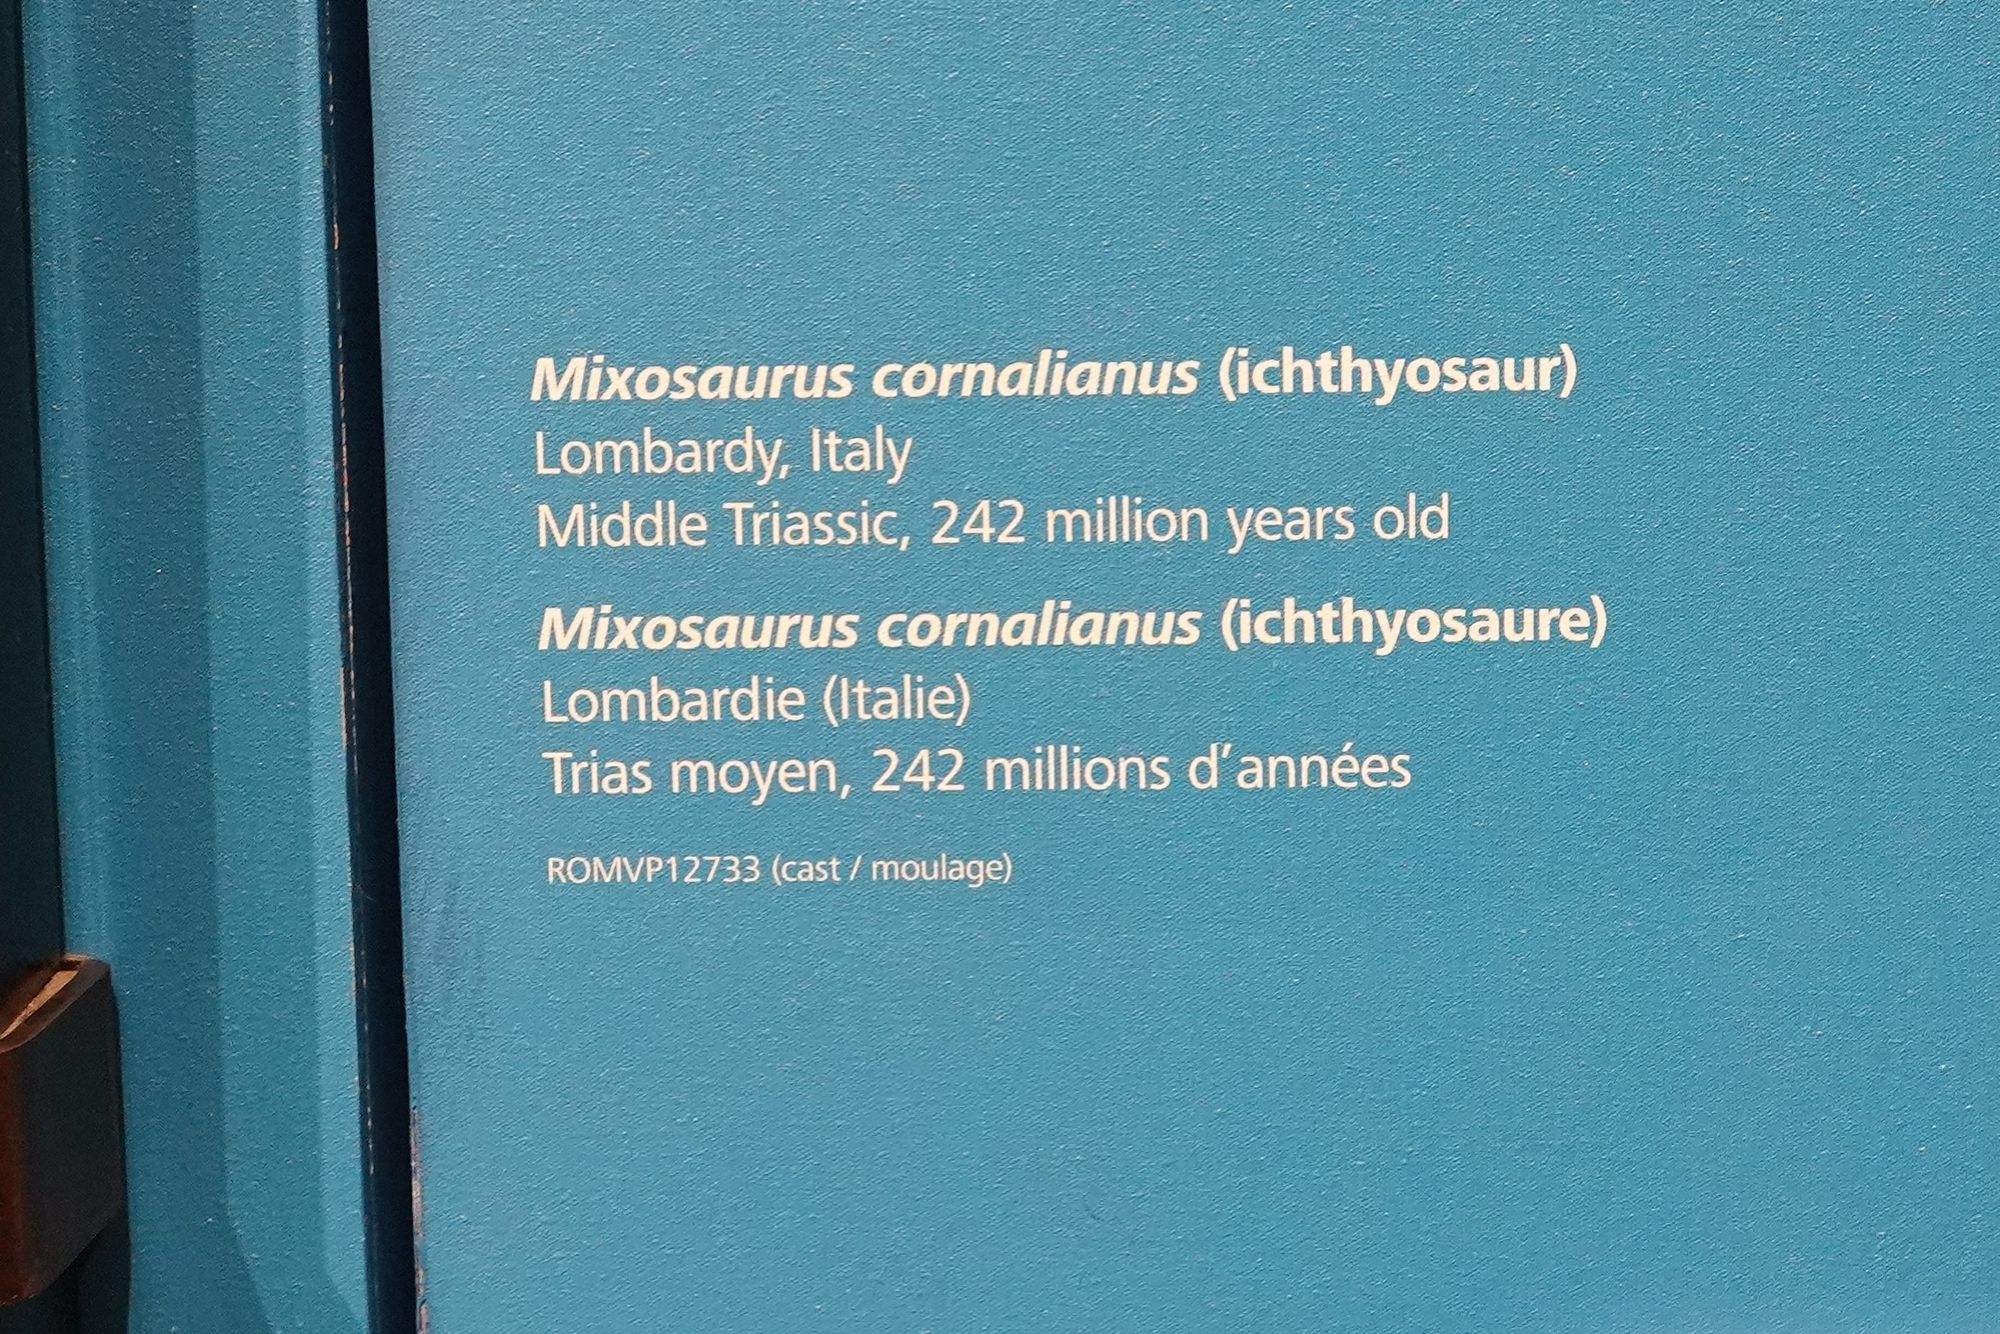 Mixosaurus cornalianus (ichthyosaur)
Lombardy, Italy
Middle Triassic, 242 million years old
Mixosaurus cornalianus (ichthyosaure)
Lombardie (Italie)
Trias moyen, 242 millions d'années
ROMVP12733 (cast / moulage)